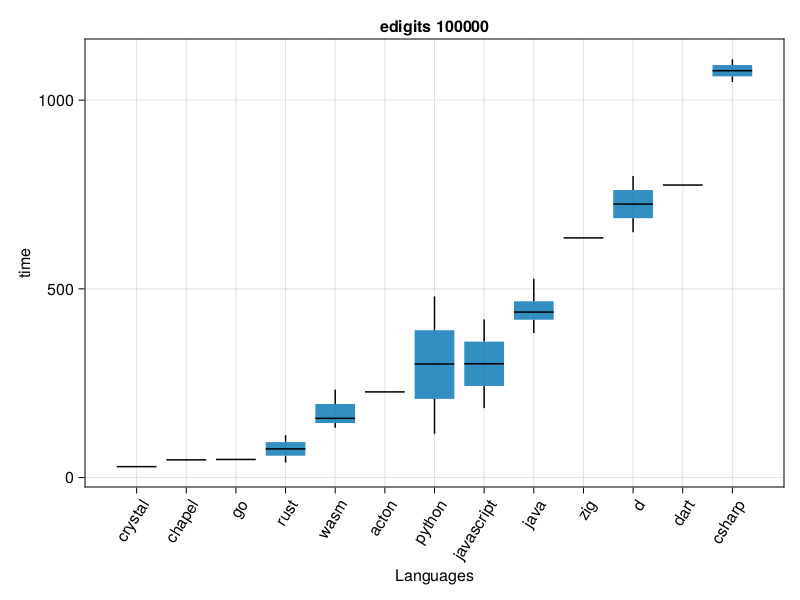 edigits 100000
time
1000
500
0
crystal
chapel
go
rust
wasm
acton
python
javascript
java
zig
d
dart
csharp
Languages